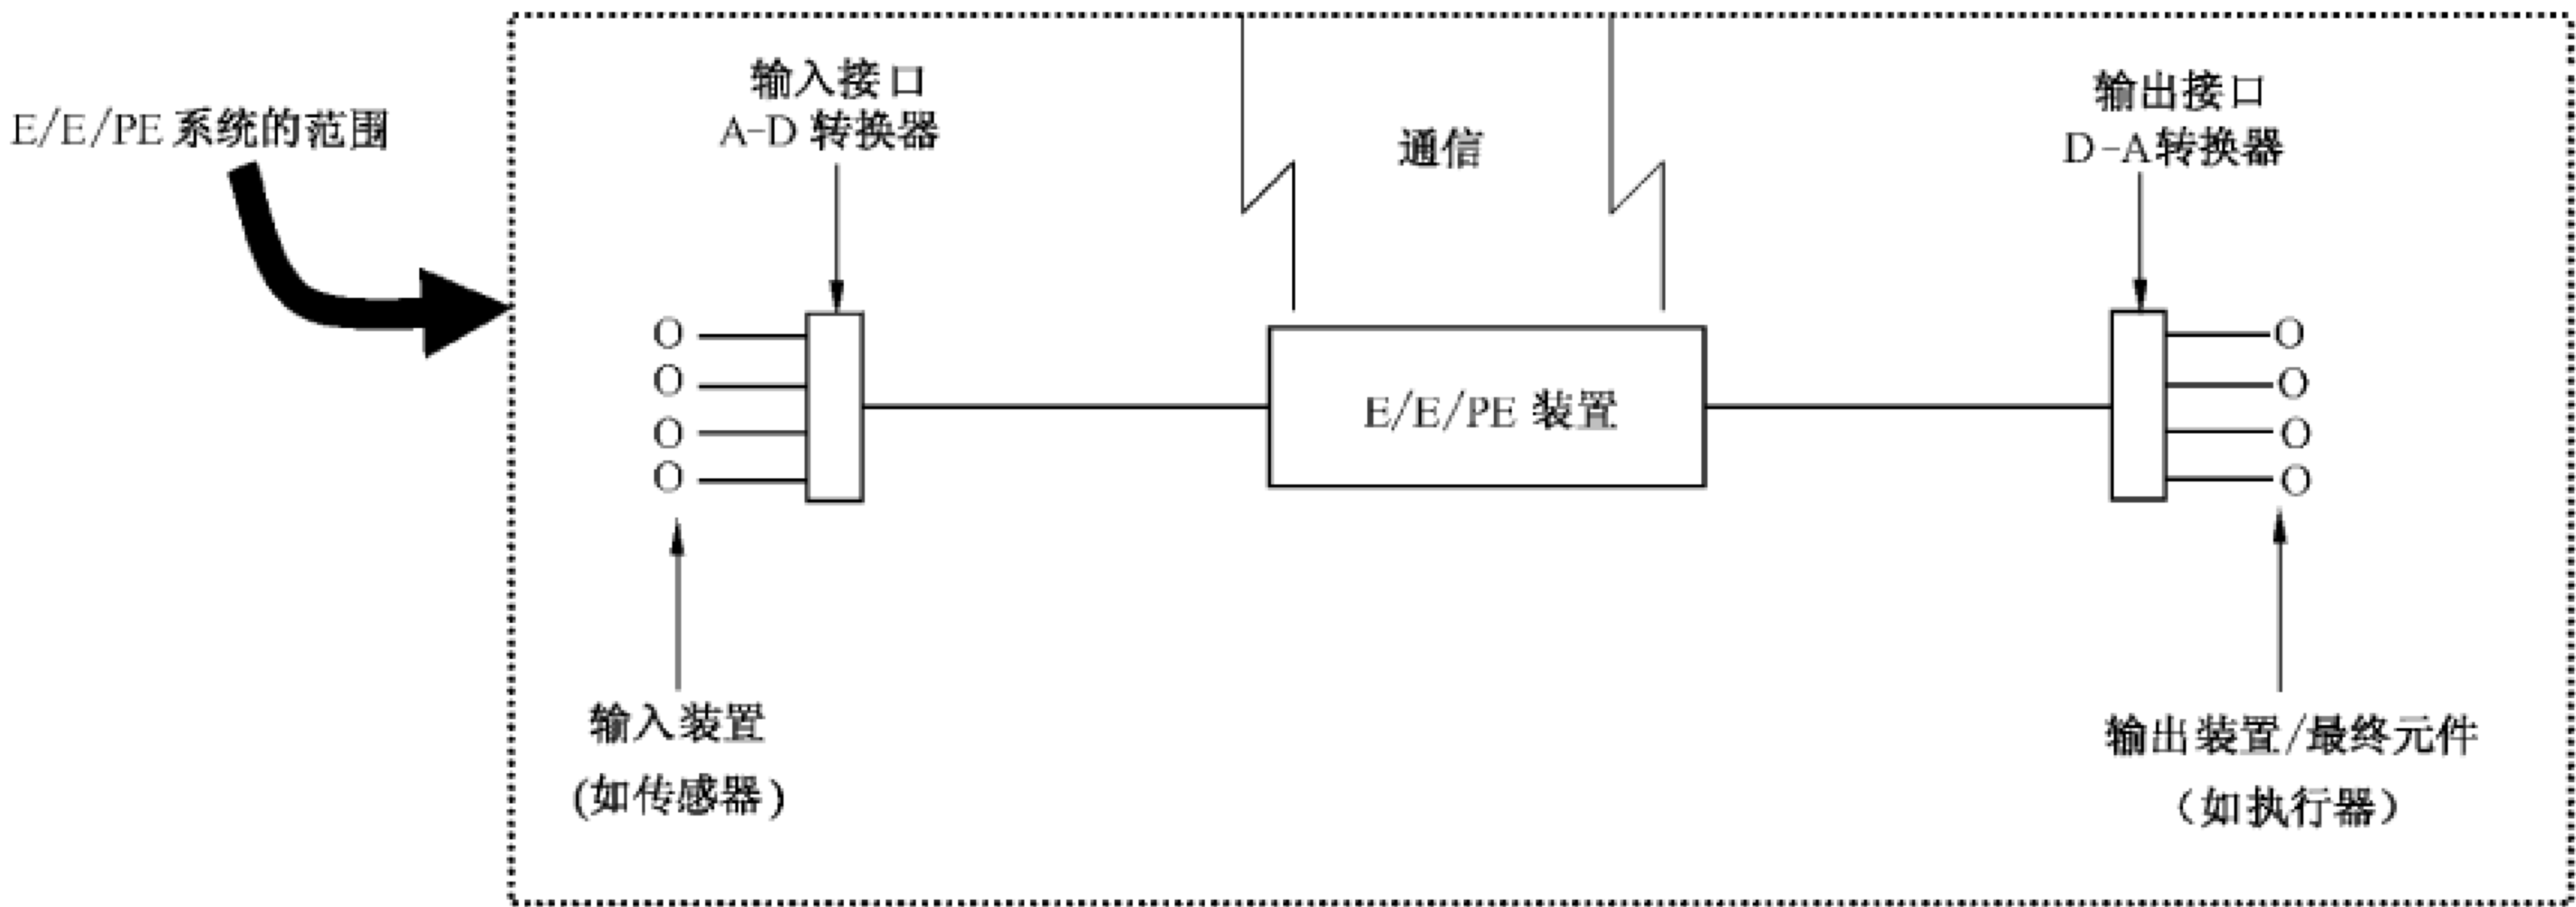 E/E/PE 系统的范围
输入接口
A-D 转换器
通信
输出接口
D-A转换器
O
O
O
O
E/E/PE 装置
O
O
O
O
输入装置
(如传感器)
输出装置/最终元件
（如执行器）